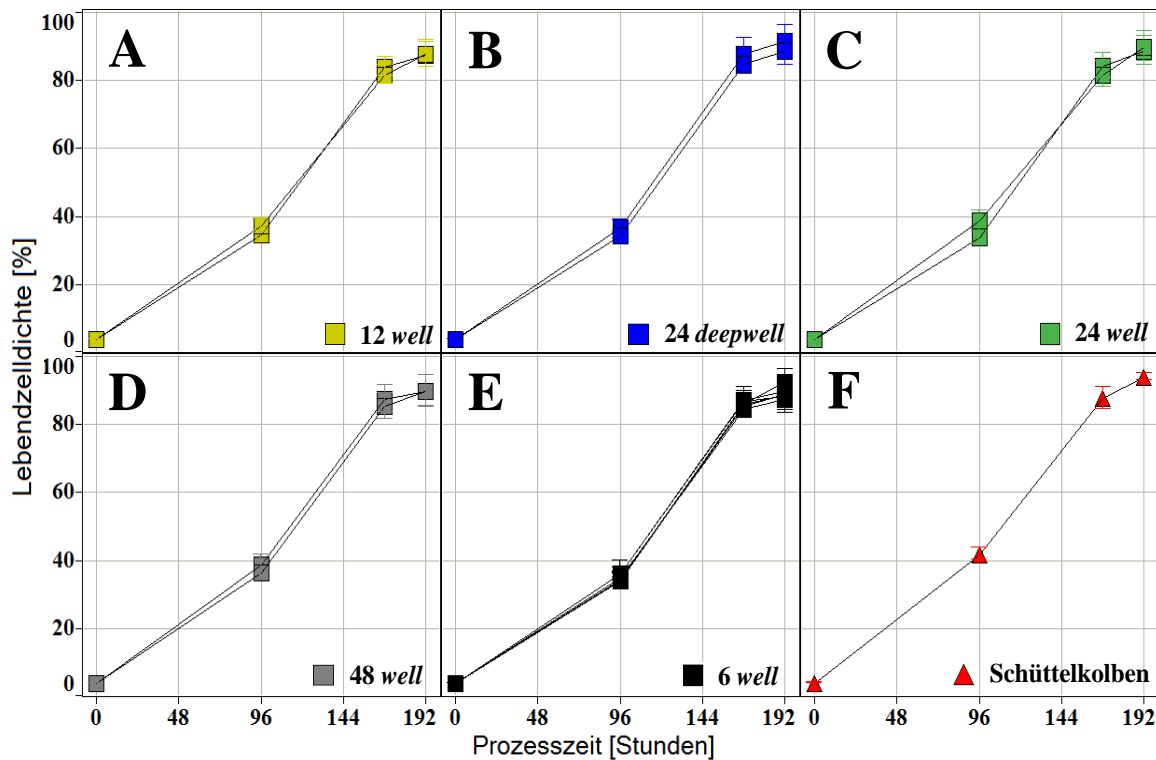 Lebendzelldichte [%]
100
80
60
40
20
0
A
12 well
B
24 deepwell
C
24 well
100
80
60
40
20
0
D
48 well
E
6 well
F
Schüttelkolben
0 48 96 144 192
0 48 96 144 192
0 48 96 144 192
Prozesszeit [Stunden]